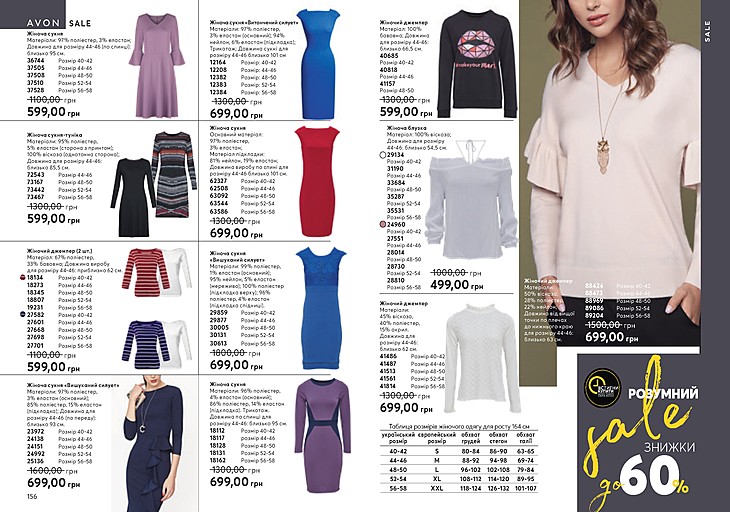 AVON SALE
Жіноча сукня
Матеріали: 97% поліестер, 3% еластан;
Довжина для розміру 44-46 (по спинці):
близько 95 см.
36744 Розмір 40-42
37505 Розмір 44-46
37508 Розмір 48-50
37510 Розмір 52-54
37528 Розмір 56-58
1100,00 грн
599,00 грн
Жіноча сукня-туніка
Матеріали: 95% поліестер,
5% еластан (сторона з принтом);
100% віскоза (однотонна сторона);
Довжина для розміру 44-46:
близько 85,5 см.
72543 Розмір 44-46
73167 Розмір 48-50
73442 Розмір 52-54
73467 Розмір 56-58
1300,00 грн
599,00 грн
Жіночий джемпер (2 шт.)
Матеріали: 67% поліестер,
33% бавовна; Довжина виробу
для розміру 44-46: приблизно 62 см.
18134 Розмір 40-42
18273 Розмір 44-46
18345 Розмір 48-50
18807 Розмір 52-54
19231 Розмір 56-58
27582 Розмір 40-42
27601 Розмір 44-46
27668 Розмір 48-50
27698 Розмір 52-54
27701 Розмір 56-58
1100,00 грн
599,00 грн
Жіноча сукня «Вишуканий силует»
Матеріали: 97% поліестер,
3% еластан (основний);
85% поліестер, 15% еластан
(підкладка); Довжина для
розміру 44-46 (на переду):
близько 93 см.
23972 Розмір 40-42
24138 Розмір 44-46
24151 Розмір 48-50
24992 Розмір 52-54
25136 Розмір 56-58
1600,00 грн
699,00 грн
156
Жіноча сукня «Витончений силует»
Матеріали: 97% поліестер,
3% еластан (основний); 94%
нейлон, 6% еластан (підкладка);
Трикотаж. Довжина сукні для
розміру 44-46: близько 101 см
12164 Розмір 40-42
12208 Розмір 44-46
12382 Розмір 48-50
12383 Розмір 52-54
12384 Розмір 56-58
1300,00 грн
699,00 грн
Жіноча сукня
Основний матеріал:
97% поліестер,
3% еластан;
Матеріал підкладки:
81% нейлон, 19% еластан;
Довжина виробу по спині для
розміру 44-46: близько 101 см.
62327 Розмір 40-42
62508 Розмір 44-46
63092 Розмір 48-50
63544 Розмір 52-54
63586 Розмір 56-58
1300,00 грн
699,00 грн
Жіноча сукня
«Вишуканий силует»
Матеріали: 99% поліестер,
1% еластан (основний);
95% нейлон, 5% еластан
(мереживо); 100% поліестер
(підкладка верху); 96%
поліестер, 4% еластан
(підкладка спідниці).
29859 Розмір 40-42
29877 Розмір 44-46
30005 Розмір 48-50
30131 Розмір 52-54
30613 Розмір 56-58
1800,00 грн
699,00 грн
Жіноча сукня
Матеріали: 96% поліестер,
4% еластан (основний);
86% поліестер, 14% еластан
(підкладка). Трикотаж.
Довжина по спинці для
розміру 44-46: близько 95 см.
18112 Розмір 40-42
18117 Розмір 44-46
18128 Розмір 48-50
18131 Розмір 52-54
18162 Розмір 56-58
1300,00 грн
699,00 грн
Жіночий джемпер
Матеріал: 100%
бавовна; Довжина
для розміру 44-46:
близько 66,5 см.
40685 Розмір 40-42
40818 Розмір 44-46
41157 Розмір 48-50
1300,00 грн
599,00 грн
Жіноча блузка
Матеріал: 100% віскоза;
Довжина для розміру
44-46: близько 54,5 см.
29134 Розмір 40-42
31190 Розмір 44-46
33684 Розмір 48-50
35287 Розмір 52-54
35531 Розмір 56-58
24960 Розмір 40-42
27551 Розмір 44-46
28014 Розмір 48-50
28730 Розмір 52-54
28810 Розмір 56-58
1000,00 грн
499,00 грн
Жіночий джемпер
Матеріали:
45% віскоза,
40% поліестер,
15% акрил.
Довжина для
розміру 44-46:
близько 62 см.
41486 Розмір 40-42
41487 Розмір 44-46
41513 Розмір 48-50
41561 Розмір 52-54
41814 Розмір 56-58
1300,00 грн
699,00 грн
Таблиця розмірів жіночого одягу для росту 164 см
український розмір європейський розмір обхват грудей обхват стегон обхват талії
40-42 S 80-84 86-90 63-65
44-46 M 88-92 94-98 69-74
48-50 L 96-102 102-108 79-84
52-54 XL 108-112 114-120 89-95
56-58 XXL 118-124 126-132 101-107
SALE
Жіночий джемпер
Матеріали:
50% віскоза,
28% поліестер,
22% нейлон;
Довжина від вищої
точки по плечах
до нижнього краю
для розміру 44-46:
близько 63 см.
88424 Розмір 40-42
88473 Розмір 44-46
88969 Розмір 48-50
89086 Розмір 52-54
89204 Розмір 56-58
1500,00 грн
699,00 грн
РОЗУМНИЙ
sale
ЗНИЖКИ
до 60%